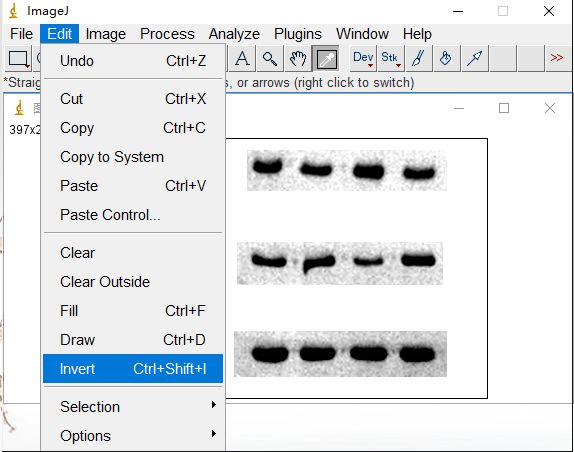 ImageJ
File Edit Image Process Analyze Plugins Window Help
A Dev Stk >>
*Straig s, or arrows (right click to switch)
397x2
Undo Ctrl+Z
Cut Ctrl+X
Copy Ctrl+C
Copy to System
Paste Ctrl+V
Paste Control...
Clear
Clear Outside
Fill Ctrl+F
Draw Ctrl+D
Invert Ctrl+Shift+I
Selection
Options